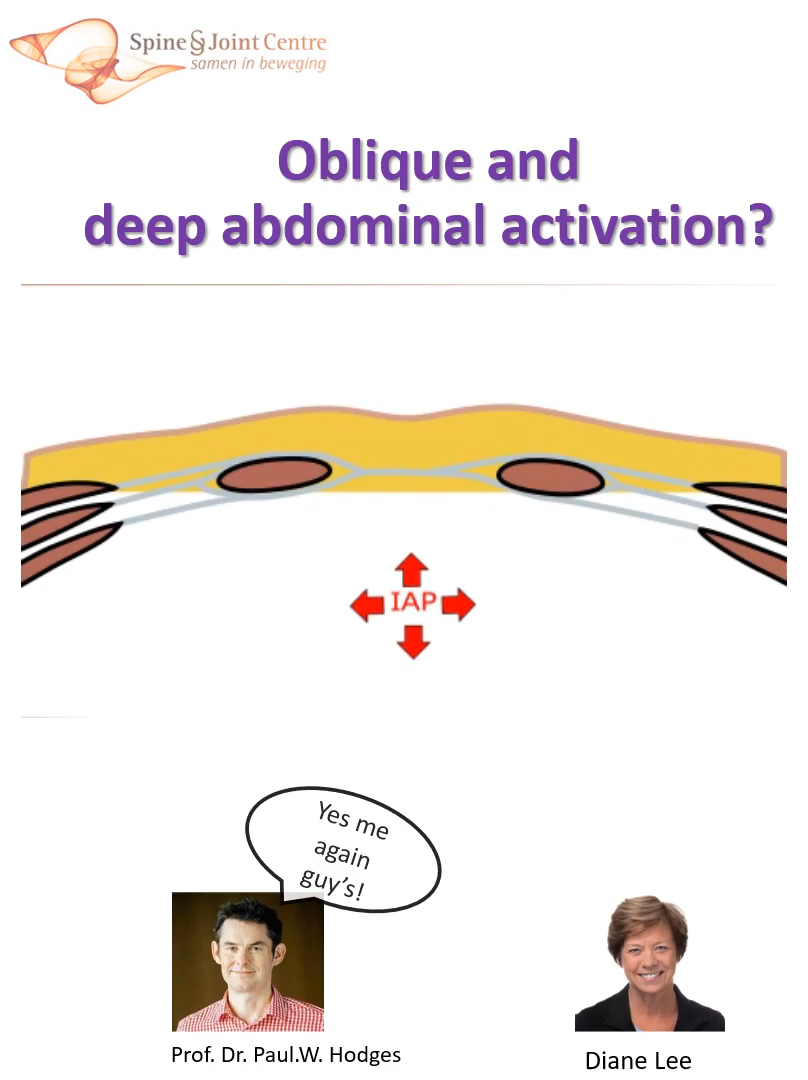 Spine & Joint Centre
samen in beweging
Oblique and
deep abdominal activation?
IAP
Yes me
again
guy's!
Prof. Dr. Paul.W. Hodges
Diane Lee